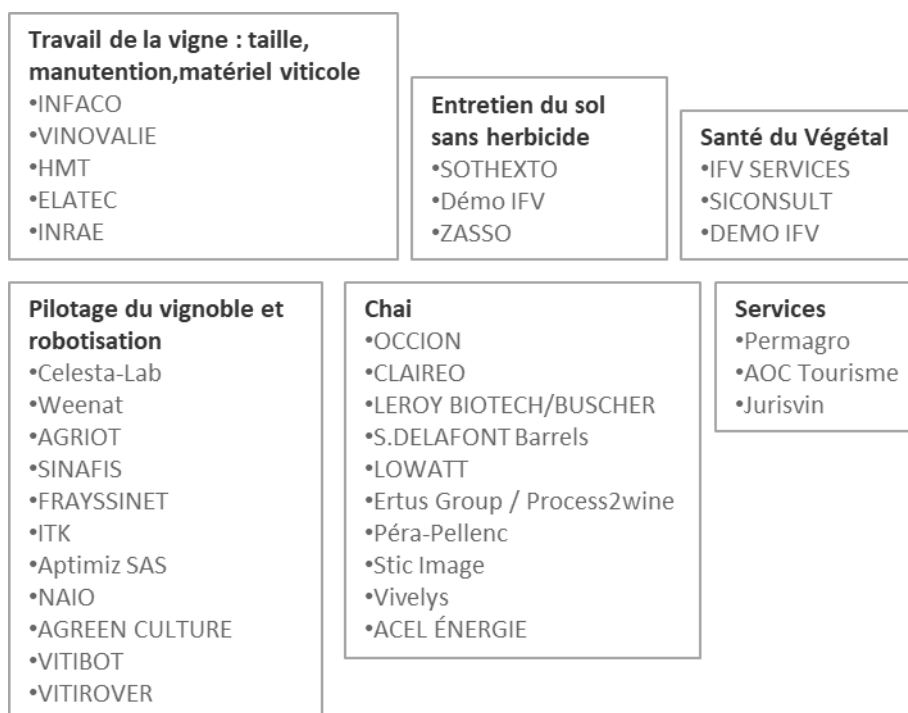 Travail de la vigne : taille,
manutention,matériel viticole
•INFACO
•VINOVALIE
•HMT
•ELATEC
•INRAE
Entretien du sol
sans herbicide
•SOTHEXTO
•Démo IFV
•ZASSO
Santé du Végétal
•IFV SERVICES
•SICONSULT
•DEMO IFV
Pilotage du vignoble et
robotisation
•Celesta-Lab
•Weenat
•AGRIOT
•SINAFIS
•FRAYSSINET
•ITK
•Aptimiz SAS
•NAIO
•AGREEN CULTURE
•VITIBOT
•VITIROVER
Chai
•OCCION
•CLAIREO
•LEROY BIOTECH/BUSCHER
•S.DELAFONT Barrels
•LOWATT
•Ertus Group / Process2wine
•Péra-Pellenc
•Stic Image
•Vivelys
•ACEL ÉNERGIE
Services
•Permagro
•AOC Tourisme
•Jurisvin